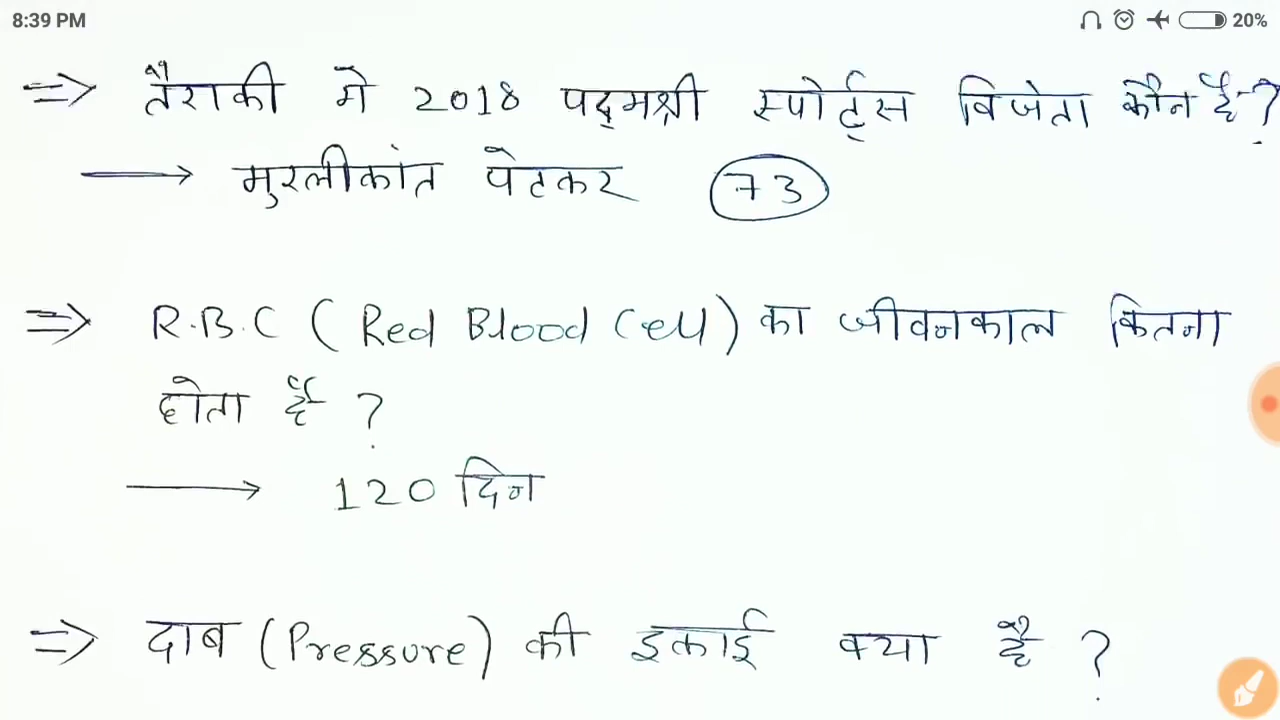 8:39 PM 20%
⇒ तैराकी मे 2018 पद्मश्री स्पोर्ट्स विजेता कौन है ?
→ मुरलीकांत पेटकर 73
⇒ R.B.C ( Red Blood Cell ) का जीवनकाल कितना
होता है ?
→ 120 दिन
⇒ दाब (Pressure) की इकाई क्या है ?